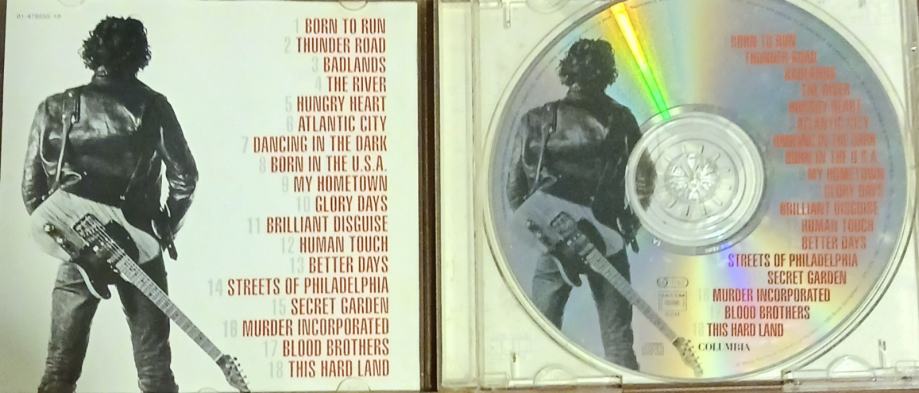 01-478555-10
1 BORN TO RUN
2 THUNDER ROAD
3 BADLANDS
4 THE RIVER
5 HUNGRY HEART
6 ATLANTIC CITY
7 DANCING IN THE DARK
8 BORN IN THE U.S.A.
9 MY HOMETOWN
10 GLORY DAYS
11 BRILLIANT DISGUISE
12 HUMAN TOUCH
13 BETTER DAYS
14 STREETS OF PHILADELPHIA
15 SECRET GARDEN
16 MURDER INCORPORATED
17 BLOOD BROTHERS
18 THIS HARD LAND
BORN TO RUN
THUNDER ROAD
BADLANDS
THE RIVER
HUNGRY HEART
ATLANTIC CITY
DANCING IN THE DARK
BORN IN THE U.S.A.
MY HOMETOWN
GLORY DAYS
BRILLIANT DISGUISE
HUMAN TOUCH
BETTER DAYS
STREETS OF PHILADELPHIA
SECRET GARDEN
MURDER INCORPORATED
BLOOD BROTHERS
18 THIS HARD LAND
COLUMBIA